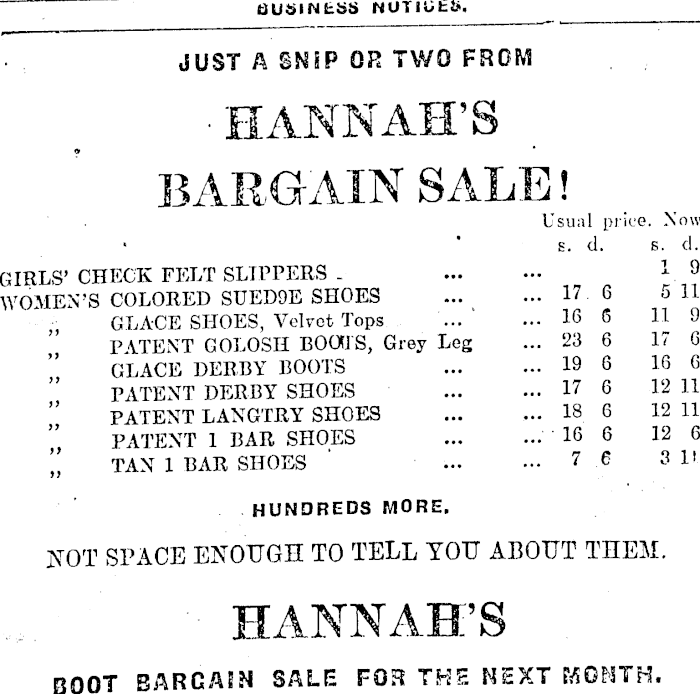 BUSINESS NOTICES.
JUST A SNIP OR TWO FROM
HANNAH'S
BARGAIN SALE!
Usual price. Now
s. d. s. d.
GIRLS' CHECK FELT SLIPPERS ... ... 1 9
WOMEN'S COLORED SUED9E SHOES ... ... 17 6 5 11
„ GLACE SHOES, Velvet Tops ... ... 16 6 11 9
„ PATENT GOLOSH BOOTS, Grey Leg ... 23 6 17 6
„ GLACE DERBY BOOTS ... ... 19 6 16 6
„ PATENT DERBY SHOES ... ... 17 6 12 11
„ PATENT LANGTRY SHOES ... ... 18 6 12 11
„ PATENT 1 BAR SHOES ... ... 16 6 12 6
„ TAN 1 BAR SHOES ... ... 7 6 3 11
HUNDREDS MORE,
NOT SPACE ENOUGH TO TELL YOU ABOUT THEM.
HANNAH'S
BOOT BARGAIN SALE FOR THE NEXT MONTH.